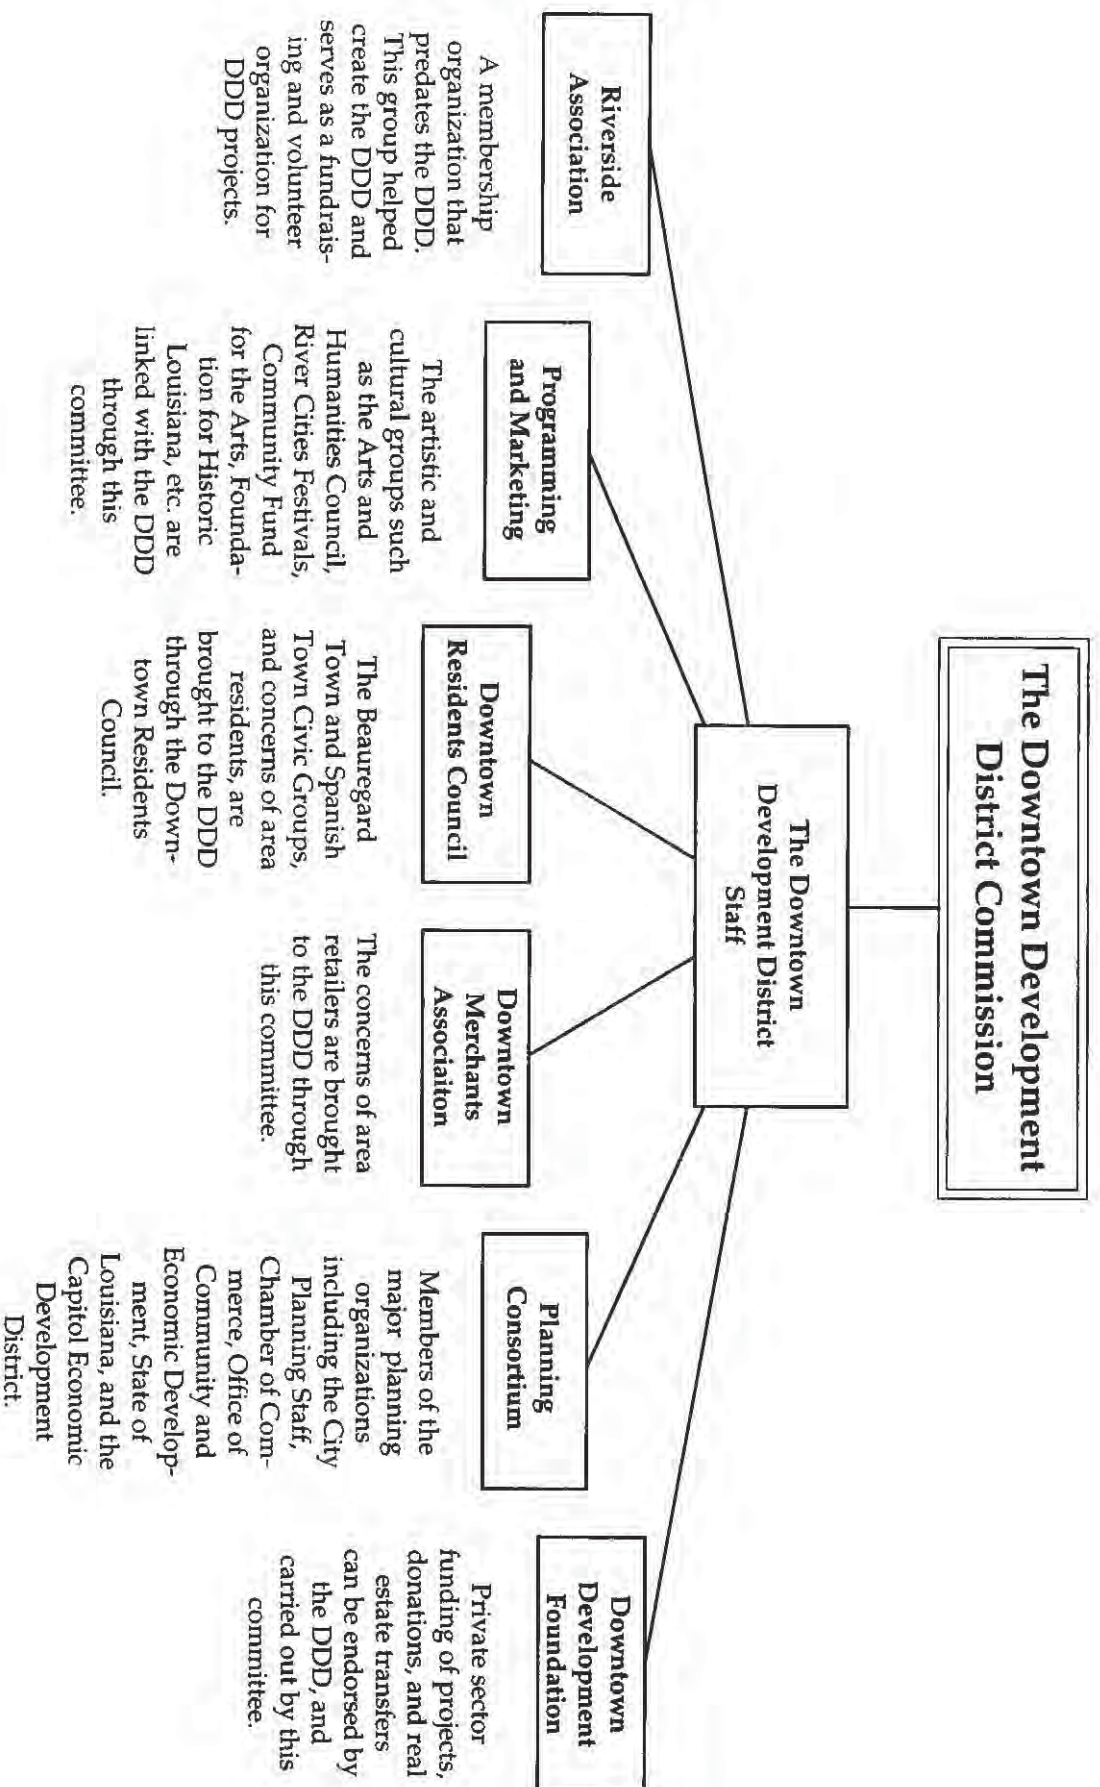 The Downtown Development
District Commission
The Downtown
Development District
Staff
Riverside
Association
A membership
organization that
predates the DDD.
This group helped
create the DDD and
serves as a fundrais-
ing and volunteer
organization for
DDD projects.
Programming
and Marketing
The artistic and
cultural groups such
as the Arts and
Humanities Council,
River Cities Festivals,
Community Fund
for the Arts, Founda-
tion for Historic
Louisiana, etc. are
linked with the DDD
through this
committee.
Downtown
Residents Council
The Beauregard
Town and Spanish
Town Civic Groups,
and concerns of area
residents, are
brought to the DDD
through the Down-
town Residents
Council.
Downtown
Merchants
Associaiton
The concerns of area
retailers are brought
to the DDD through
this committee.
Planning
Consortium
Members of the
major planning
organizations
including the City
Planning Staff,
Chamber of Com-
merce, Office of
Community and
Economic Develop-
ment, State of
Louisiana, and the
Capitol Economic
Development
District.
Downtown
Development
Foundation
Private sector
funding of projects,
donations, and real
estate transfers
can be endorsed by
the DDD, and
carried out by this
committee.